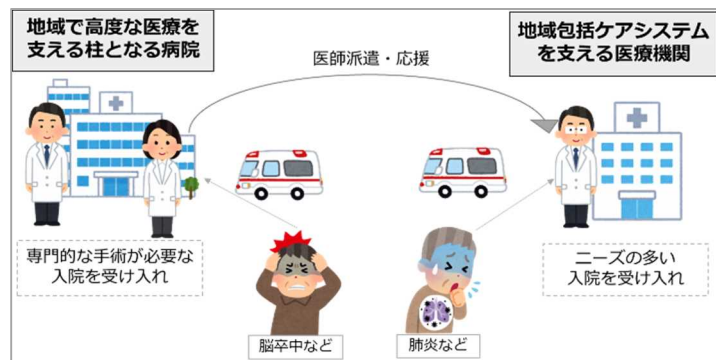 地域で高度な医療を
支える柱となる病院
地域包括ケアシステム
を支える医療機関
医師派遣・応援
専門的な手術が必要な
入院を受け入れ
ニーズの多い
入院を受け入れ
脳卒中など
肺炎など